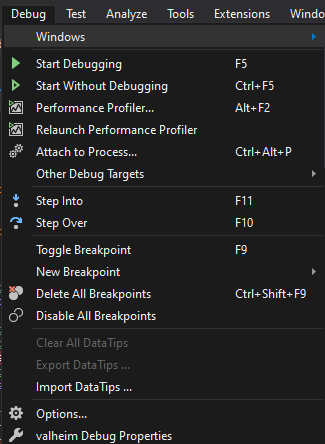 Debug Test Analyze Tools Extensions Windo
Windows
Start Debugging F5
Start Without Debugging Ctrl+F5
Performance Profiler... Alt+F2
Relaunch Performance Profiler
Attach to Process... Ctrl+Alt+P
Other Debug Targets
Step Into F11
Step Over F10
Toggle Breakpoint F9
New Breakpoint
Delete All Breakpoints Ctrl+Shift+F9
Disable All Breakpoints
Clear All DataTips
Export DataTips ...
Import DataTips ...
Options...
valheim Debug Properties